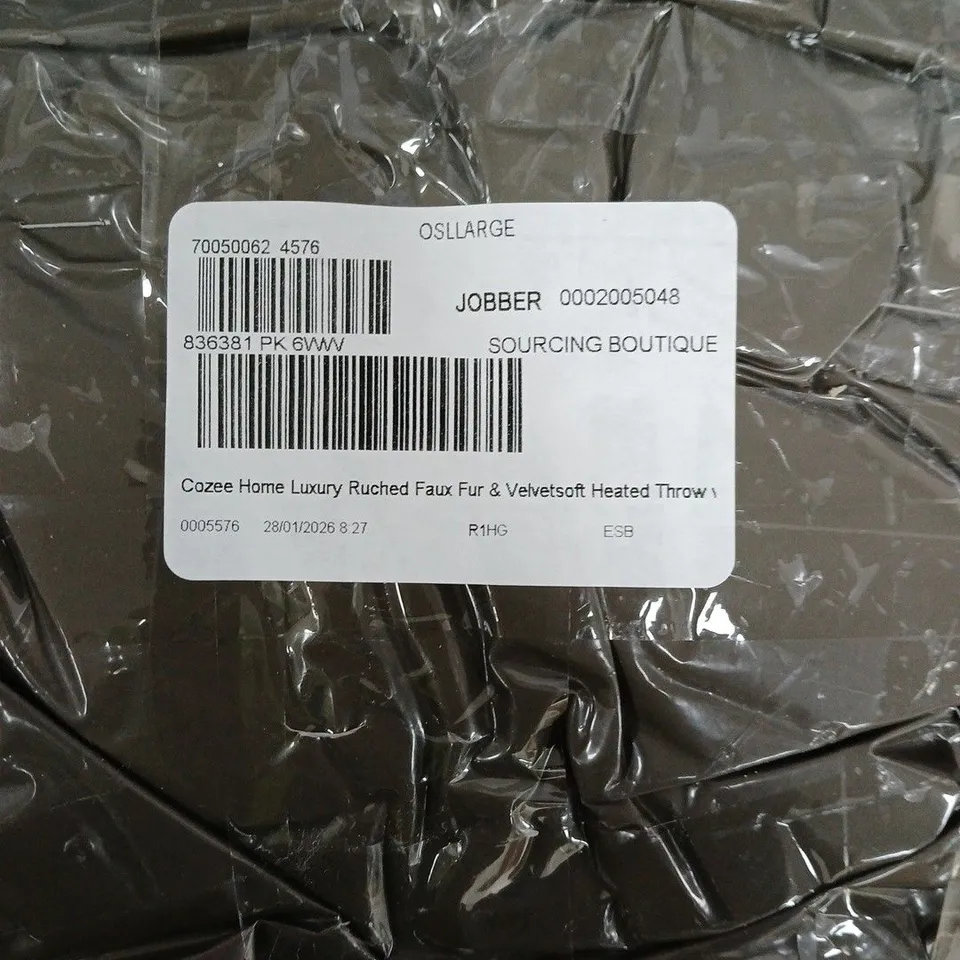 OSLLARGE
70050062 4576
JOBBER 0002005048
836381 PK 6VWV
SOURCING BOUTIQUE
Cozee Home Luxury Ruched Faux Fur & Velvetsoft Heated Throw
0005576 28/01/2026 8:27 R1HG ESB